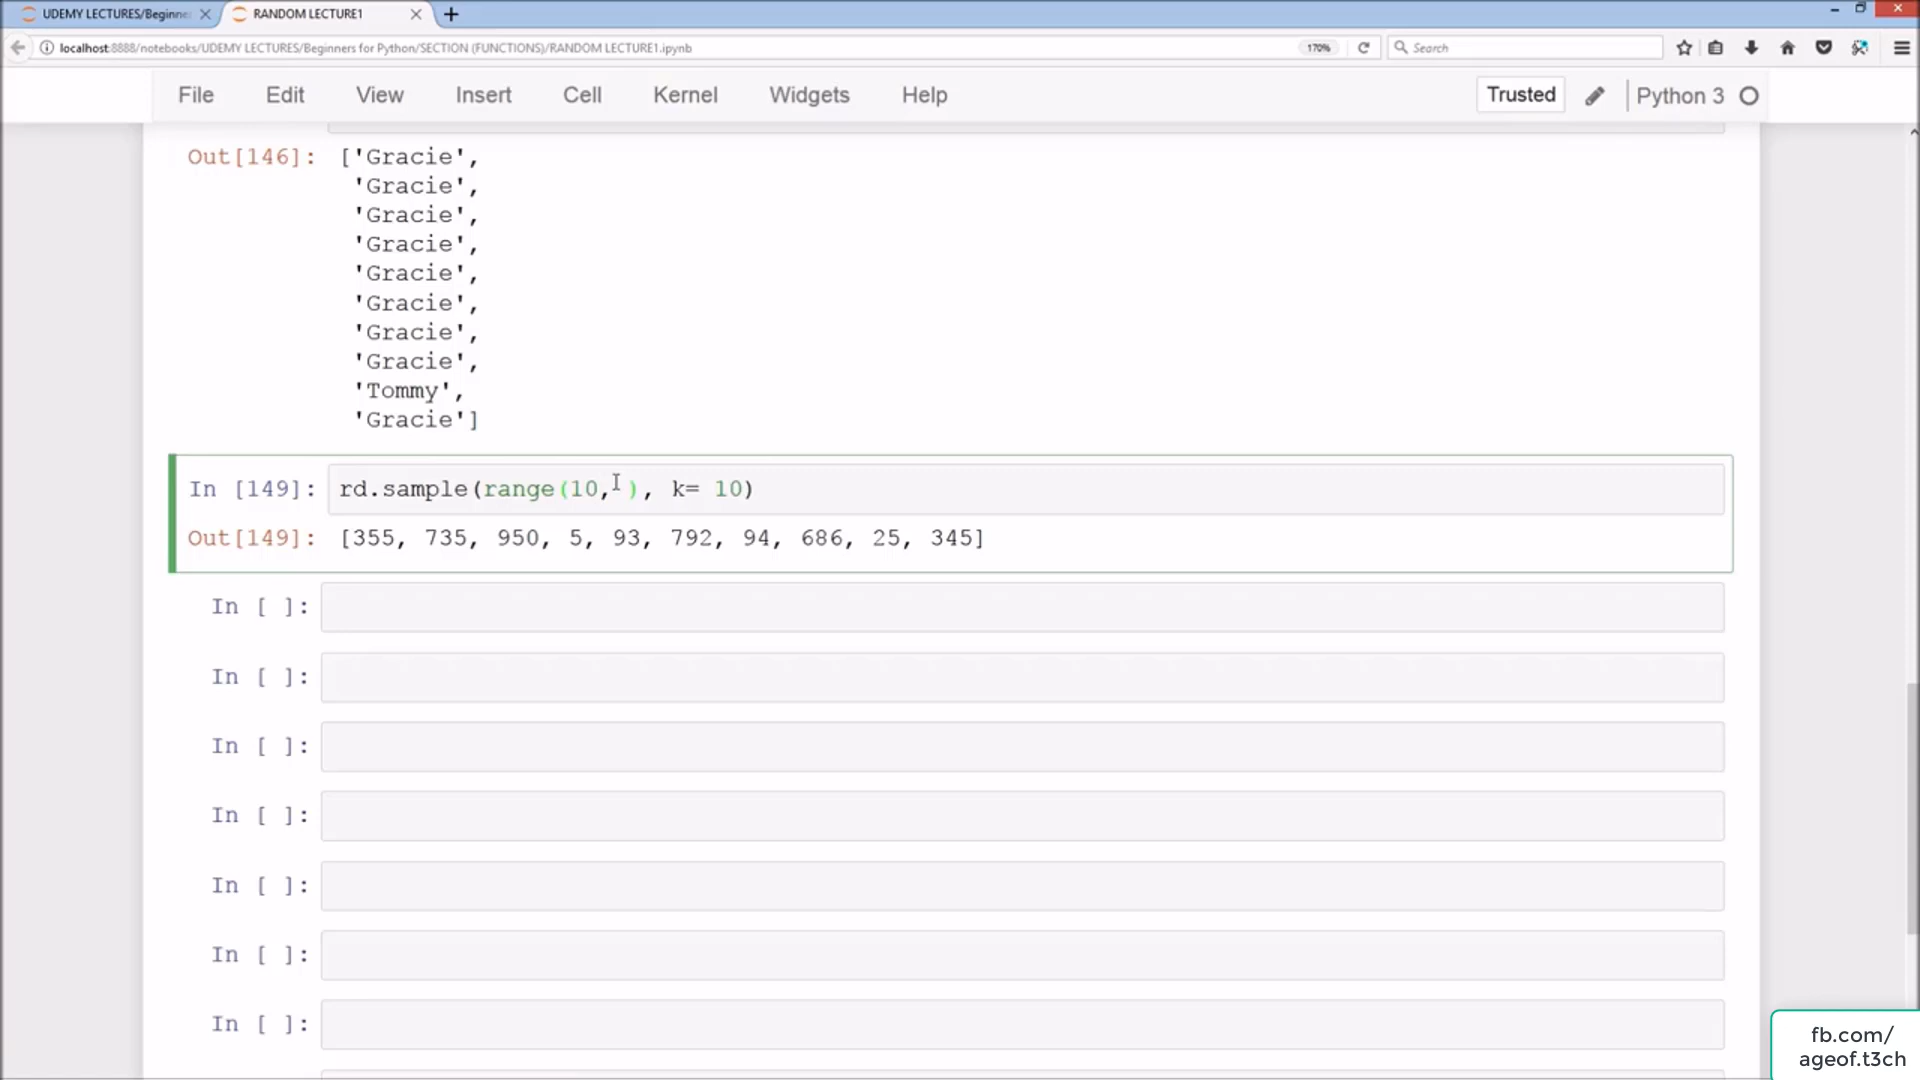 UDEMY LECTURES/Beginne
RANDOM LECTURE1
localhost:8888/notebooks/UDEMY LECTURES/Beginners for Python/SECTION (FUNCTIONS)/RANDOM LECTURE1.ipynb
170%
Search
File Edit View Insert Cell Kernel Widgets Help
Trusted
Python 3
Out[146]: ['Gracie',
'Gracie',
'Gracie',
'Gracie',
'Gracie',
'Gracie',
'Gracie',
'Gracie',
'Tommy',
'Gracie']
In [149]: rd.sample(range(10, ), k= 10)
Out[149]: [355, 735, 950, 5, 93, 792, 94, 686, 25, 345]
In [ ]:
In [ ]:
In [ ]:
In [ ]:
In [ ]:
In [ ]:
In [ ]:
fb.com/
ageof.t3ch